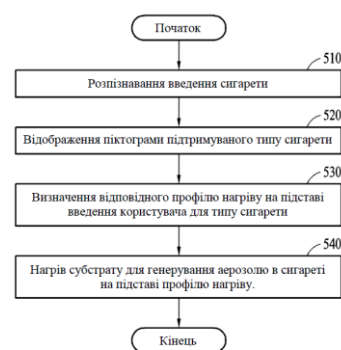 Початок
510
Розпізнавання введення сигарети
520
Відображення піктограми підтримуваного типу сигарети
530
Визначення відповідного профілю нагріву на підставі
введення користувача для типу сигарети
540
Нагрів субстрату для генерування аерозолю в сигареті
на підставі профілю нагріву.
Кінець